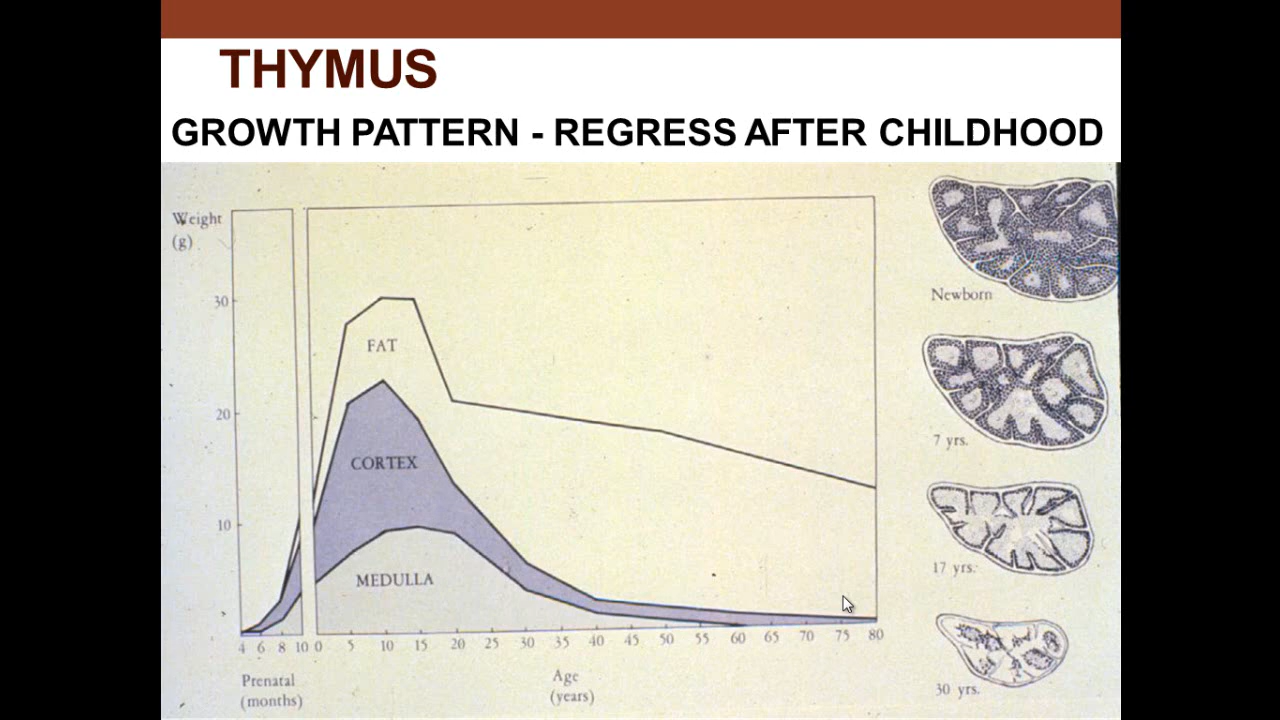 THYMUS
GROWTH PATTERN - REGRESS AFTER CHILDHOOD
Weight
(g)
30
20
10
FAT
CORTEX
MEDULLA
4 6 8 10 0 5 10 15 20 25 30 35 40 45 50 55 60 65 70 75 80
Prenatal
(months)
Age
(years)
Newborn
7 yrs.
17 yrs.
30 yrs.